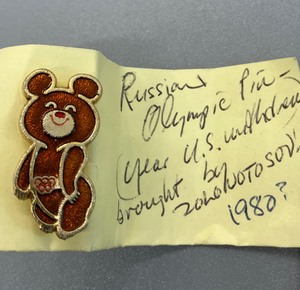 Russian
Olympic Pin -
(year U.S. withdrew
brought by
1980?